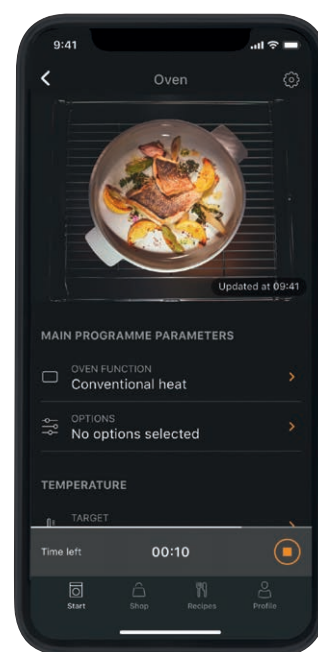 9:41
Oven
Updated at 09:41
MAIN PROGRAMME PARAMETERS
OVEN FUNCTION
Conventional heat
OPTIONS
No options selected
TEMPERATURE
TARGET
Time left 00:10
Start Shop Recipes Profile